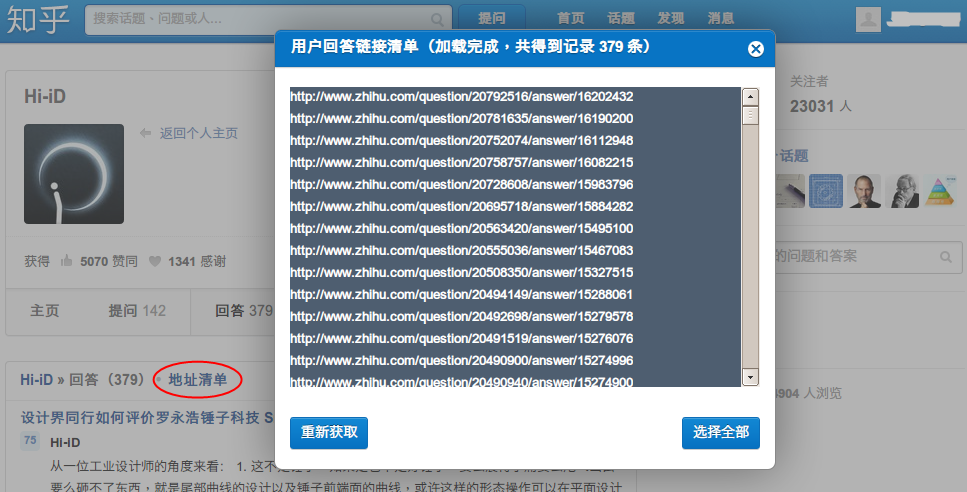 知乎 搜索话题、问题或人... 提问 首页 话题 发现 消息
用户回答链接清单（加载完成，共得到记录 379 条）
http://www.zhihu.com/question/20792516/answer/16202432
http://www.zhihu.com/question/20781635/answer/16190200
http://www.zhihu.com/question/20752074/answer/16112948
http://www.zhihu.com/question/20758757/answer/16082215
http://www.zhihu.com/question/20728608/answer/15983796
http://www.zhihu.com/question/20695718/answer/15884282
http://www.zhihu.com/question/20563420/answer/15495100
http://www.zhihu.com/question/20555036/answer/15467083
http://www.zhihu.com/question/20508350/answer/15327515
http://www.zhihu.com/question/20494149/answer/15288061
http://www.zhihu.com/question/20492698/answer/15279578
http://www.zhihu.com/question/20491519/answer/15276076
http://www.zhihu.com/question/20490900/answer/15274996
http://www.zhihu.com/question/20490940/answer/15274900
重新获取 选择全部
Hi-iD
返回个人主页
获得 5070 赞同 1341 感谢
主页 提问 142 回答 379
Hi-iD » 回答（379） • 地址清单
设计界同行如何评价罗永浩锤子科技 S
75 Hi-iD
从一位工业设计师的角度来看： 1. 这不
要么砸不了东西，就是尾部曲线的设计以及锤子前端面的曲线，或许这样的形态操作可以在平面设计
关注者
23031 人
话题
的问题和答案
3904 人浏览